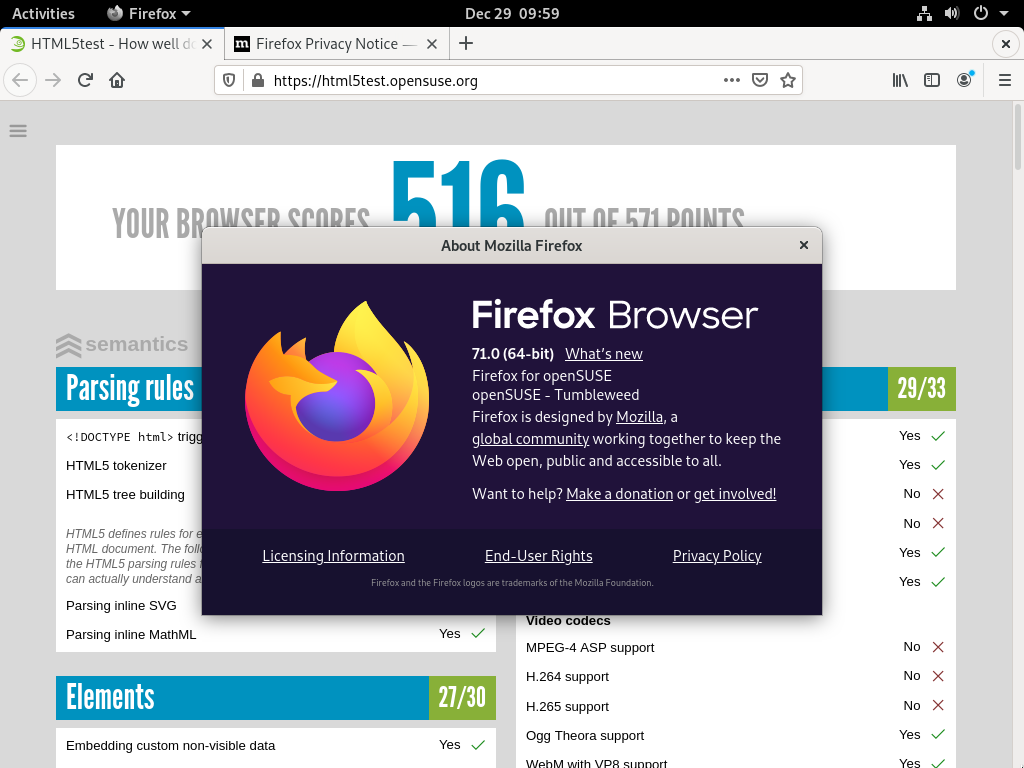 Activities
Firefox
Dec 29 09:59
HTML5test - How well do
Firefox Privacy Notice —
https://html5test.opensuse.org
YOUR BROWSER SCORES 516 OUT OF 571 POINTS
About Mozilla Firefox
Firefox Browser
71.0 (64-bit) What's new
Firefox for openSUSE
openSUSE - Tumbleweed
Firefox is designed by Mozilla, a
global community working together to keep the
Web open, public and accessible to all.
Want to help? Make a donation or get involved!
Licensing Information
End-User Rights
Privacy Policy
Firefox and the Firefox logos are trademarks of the Mozilla Foundation.
semantics
Parsing rules
<!DOCTYPE html>
HTML5 tokenizer
HTML5 tree building
HTML5 defines rules for
HTML document. The
the HTML5 parsing rules
can actually understand
Parsing inline SVG
Parsing inline MathML Yes
Elements 27/30
Embedding custom non-visible data Yes
29/33
Yes
Yes
No
No
Yes
Yes
Video codecs
MPEG-4 ASP support No
H.264 support No
H.265 support No
Ogg Theora support Yes
WebM with VP8 support Yes